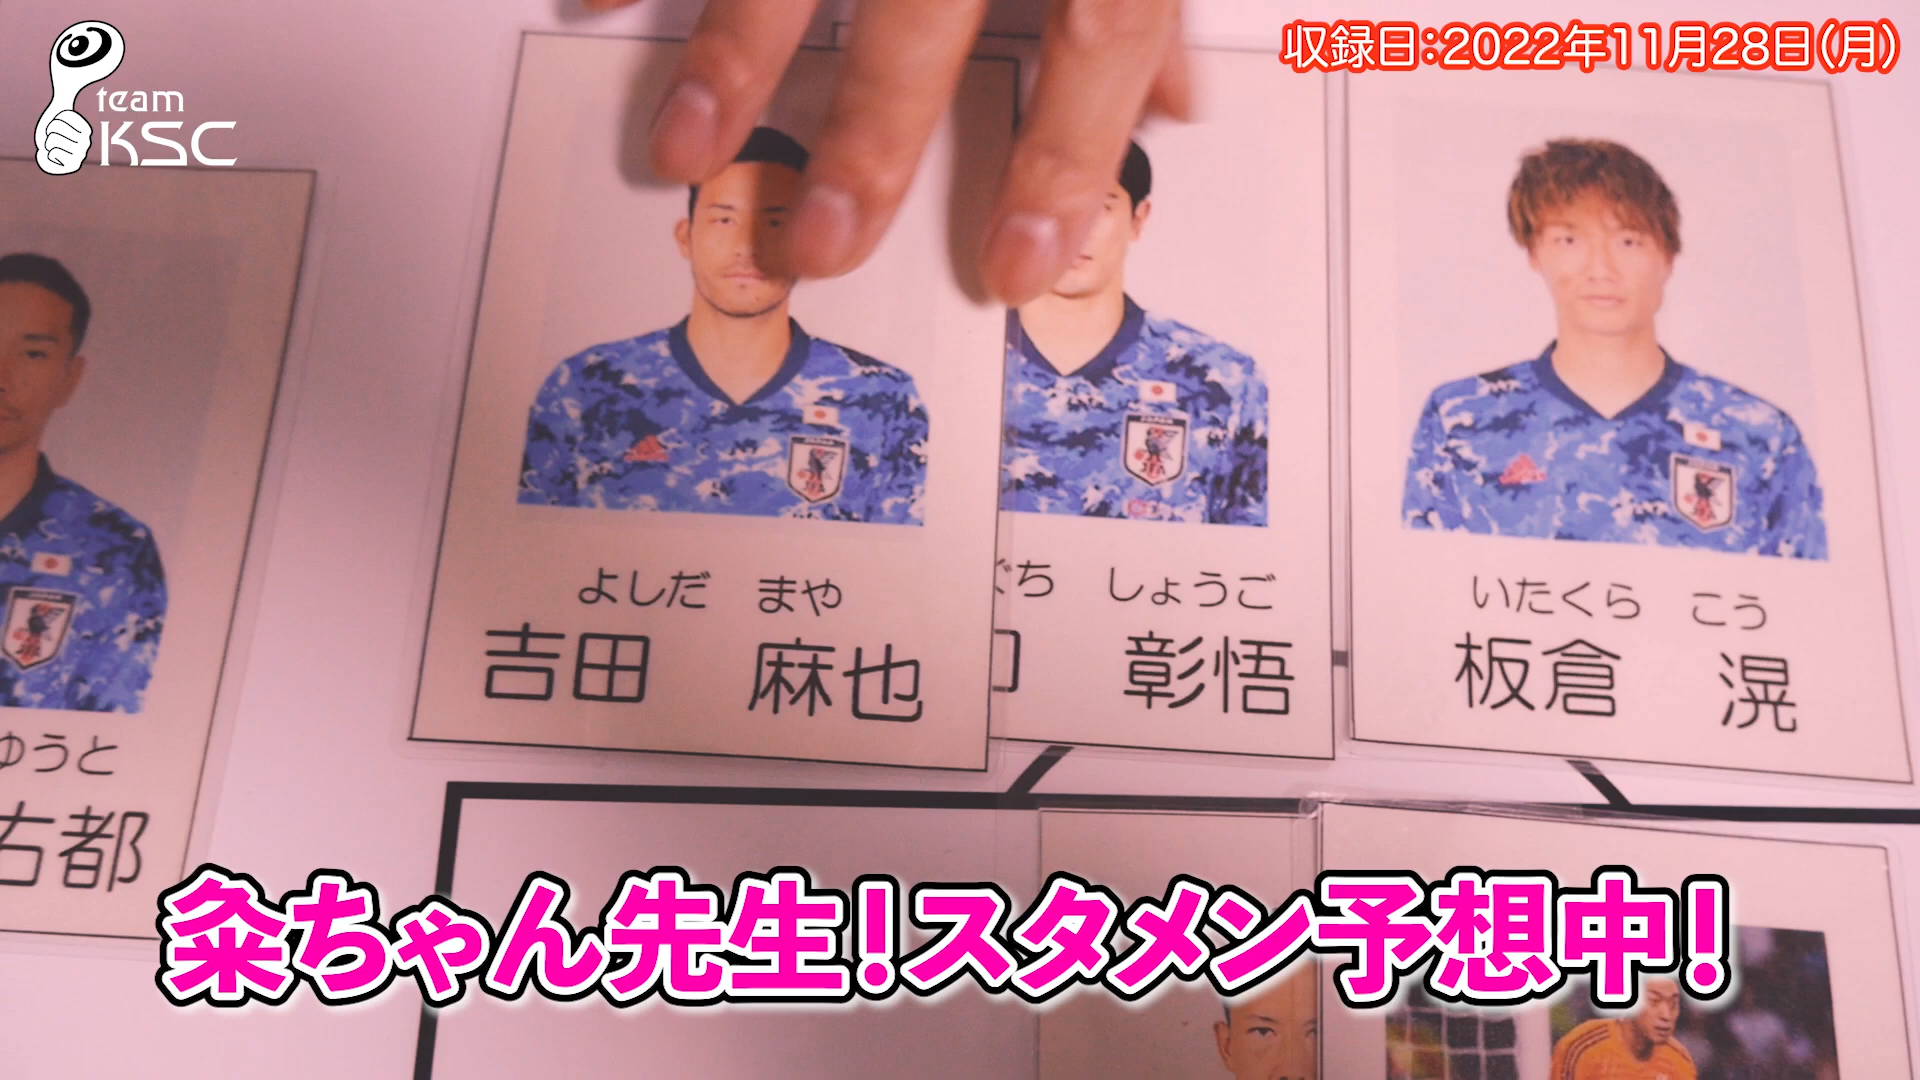 収録日:2022年11月28日(月)
team
KSC
よしだ まや
吉田 麻也
ぐち しょうご
彰悟
いたくら こう
板倉 滉
ゆうと
佑都
粂ちゃん先生!スタメン予想中!